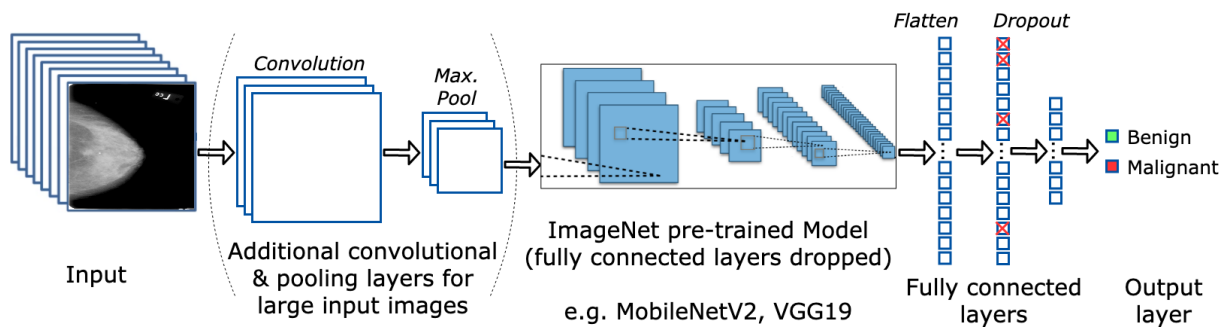 Input
Convolution
Max.
Pool
Additional convolutional
& pooling layers for
large input images
ImageNet pre-trained Model
(fully connected layers dropped)
e.g. MobileNetV2, VGG19
Flatten
Dropout
Fully connected
layers
Benign
Malignant
Output
layer